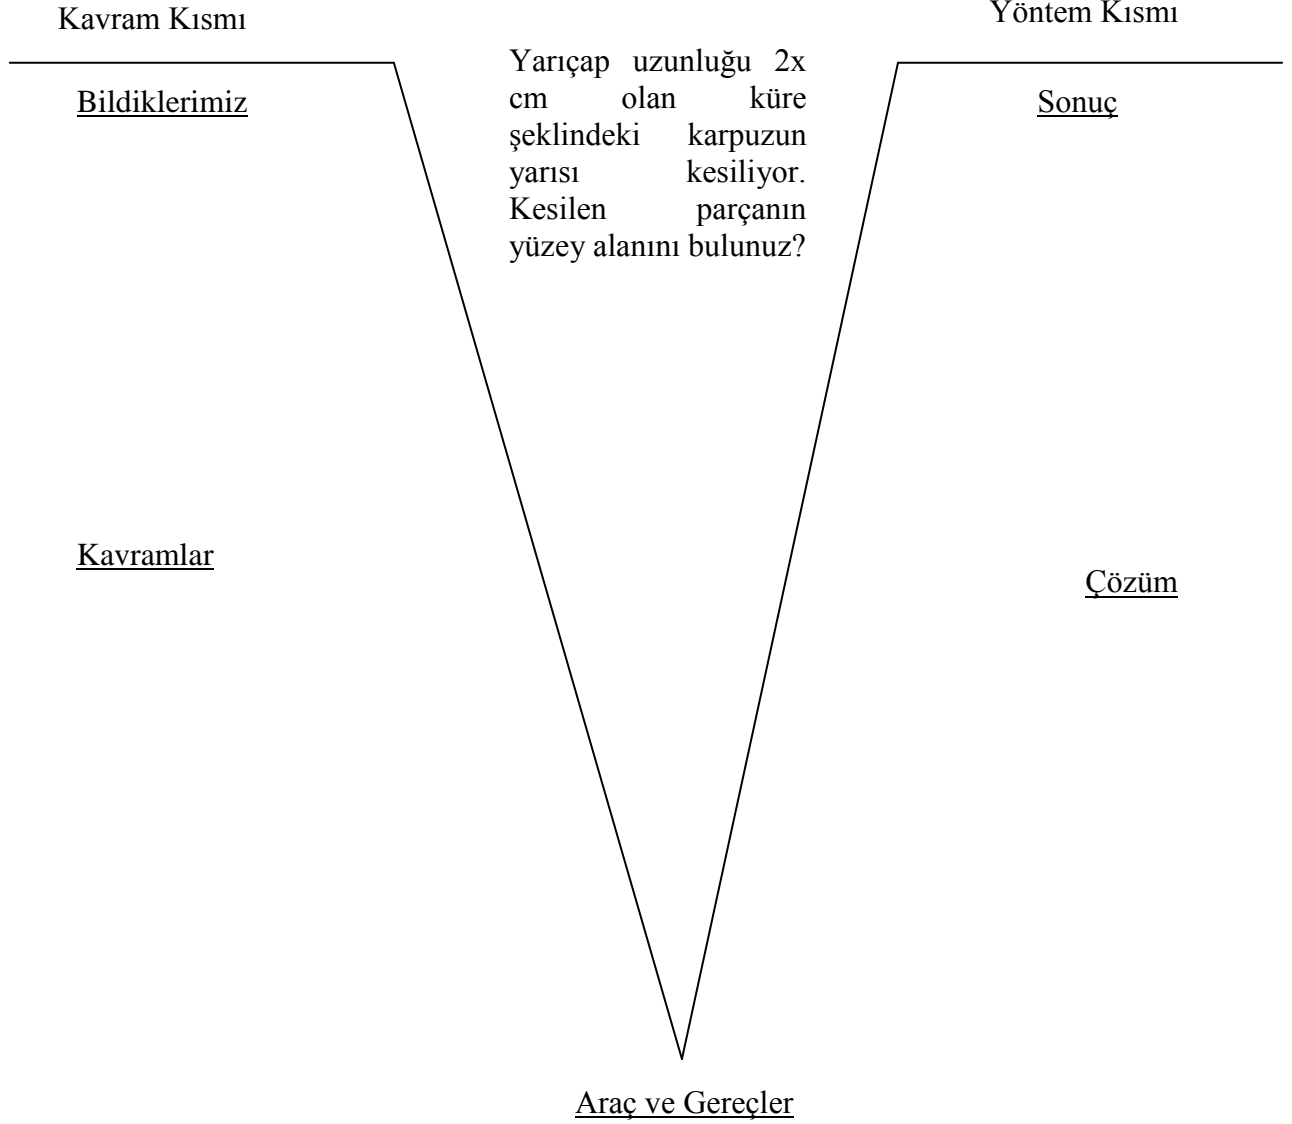 Kavram Kısmı
Yöntem Kısmı
Bildiklerimiz
Yarıçap uzunluğu 2x
cm olan küre
şeklindeki karpuzun
yarısı kesiliyor.
Kesilen parçanın
yüzey alanını bulunuz?
Sonuç
Kavramlar
Çözüm
Araç ve Gereçler